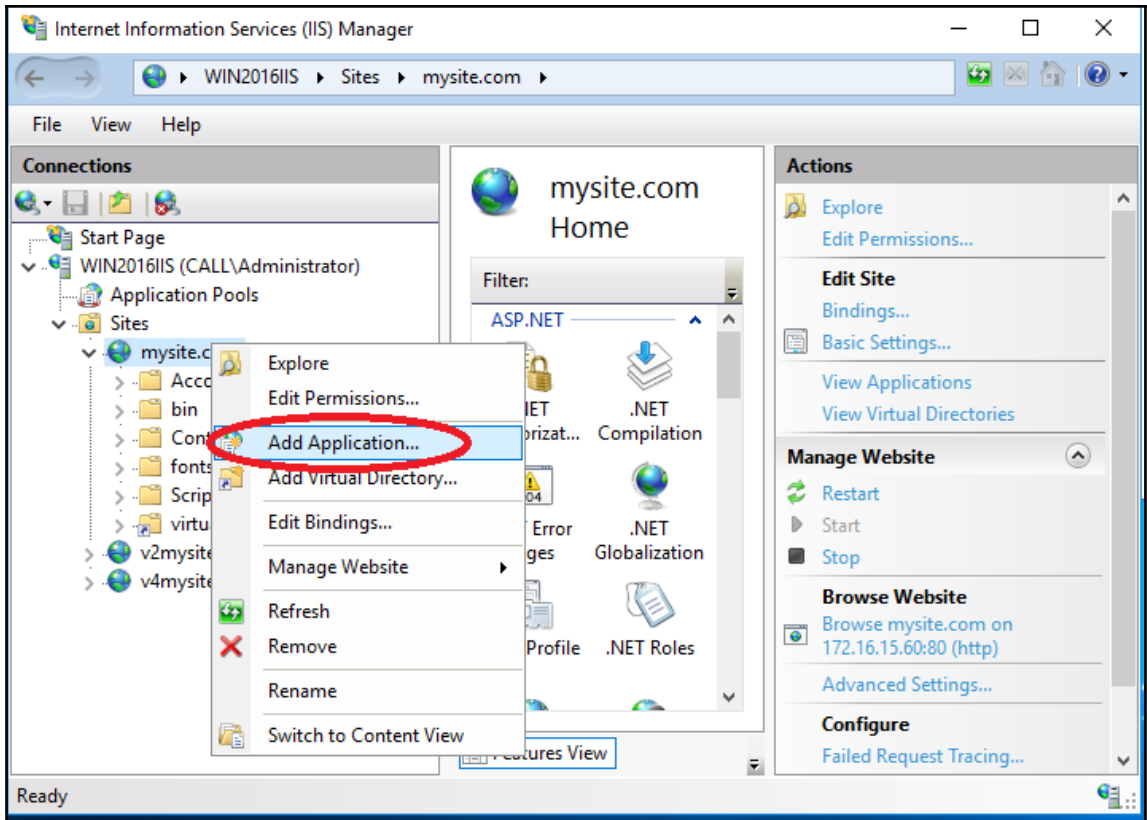 Internet Information Services (IIS) Manager
WIN2016IIS Sites mysite.com
File View Help
Connections
Start Page
WIN2016IIS (CALL\Administrator)
Application Pools
Sites
mysite.c
Acco
bin
Cont
fonts
Scrip
virtu
v2mysite
v4mysite
Explore
Edit Permissions...
Add Application...
Add Virtual Directory...
Edit Bindings...
Manage Website
Refresh
Remove
Rename
Switch to Content View
mysite.com
Home
Filter:
ASP.NET
.NET
Compilation
Error
.NET
Globalization
Profile
.NET Roles
Features View
Actions
Explore
Edit Permissions...
Edit Site
Bindings...
Basic Settings...
View Applications
View Virtual Directories
Manage Website
Restart
Start
Stop
Browse Website
Browse mysite.com on
172.16.15.60:80 (http)
Advanced Settings...
Configure
Failed Request Tracing...
Ready